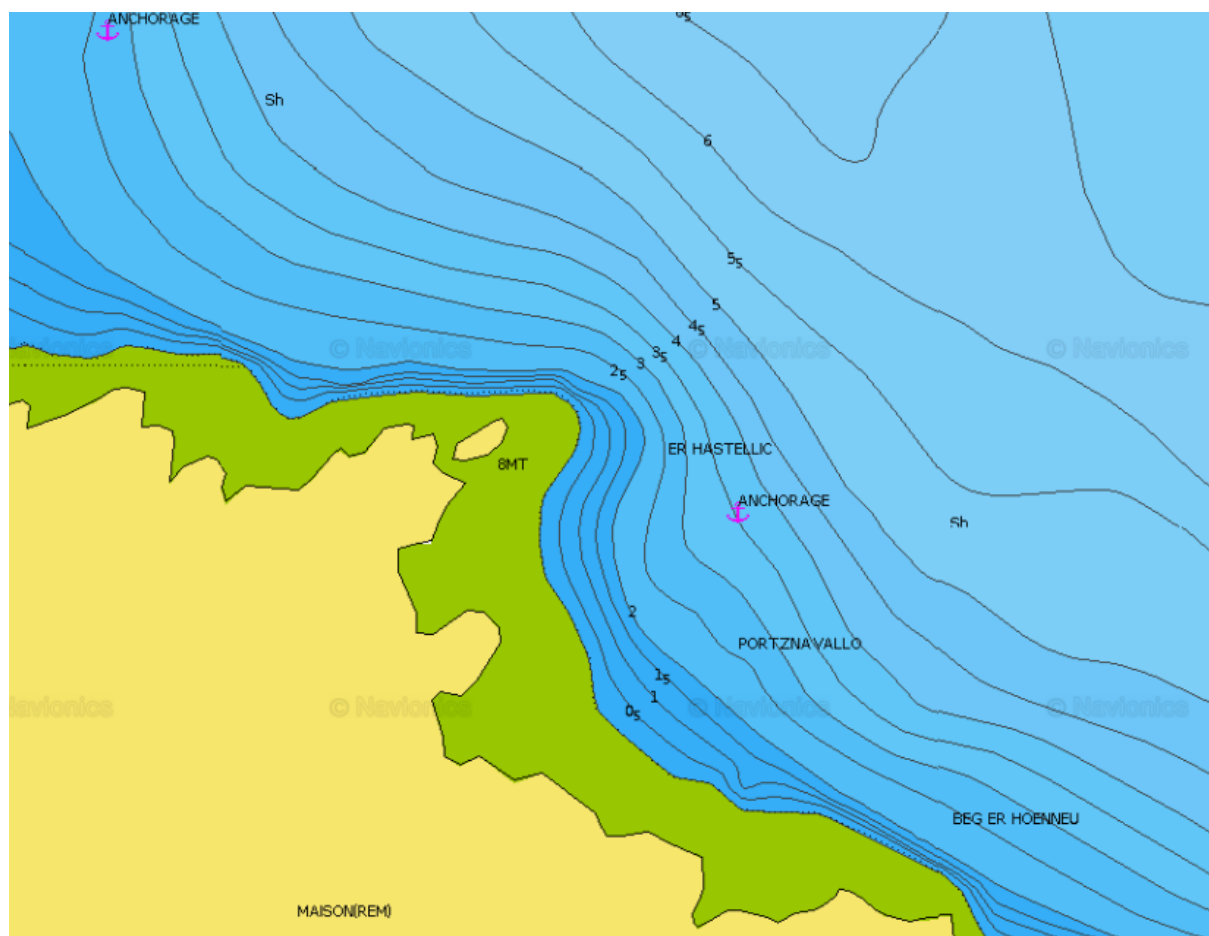 ANCHORAGE
6₅
Sh
6
5₅
5
4₅
4
3₅
3
2₅
© Navionics
© Navionics
© Navionics
© Navionics
ER HASTELLIC
8MT
ANCHORAGE
Sh
2
PORTZNAVALLO
1₅
1
0₅
Navionics
© Navionics
© Navionics
© Navionics
BEG ER HOENNEU
MAISON(REM)